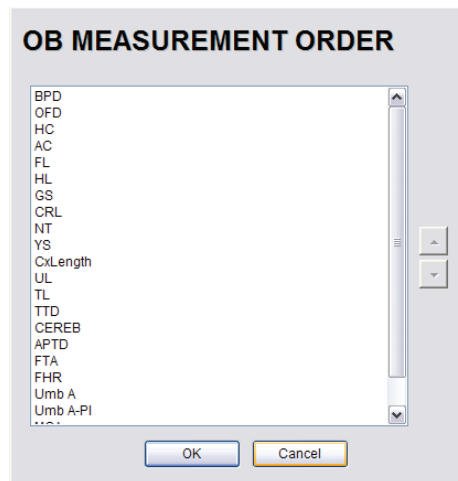 OB MEASUREMENT ORDER
BPD
OFD
HC
AC
FL
HL
GS
CRL
NT
YS
CxLength
UL
TL
TTD
CEREB
APTD
FTA
FHR
Umb A
Umb A-PI
OK Cancel